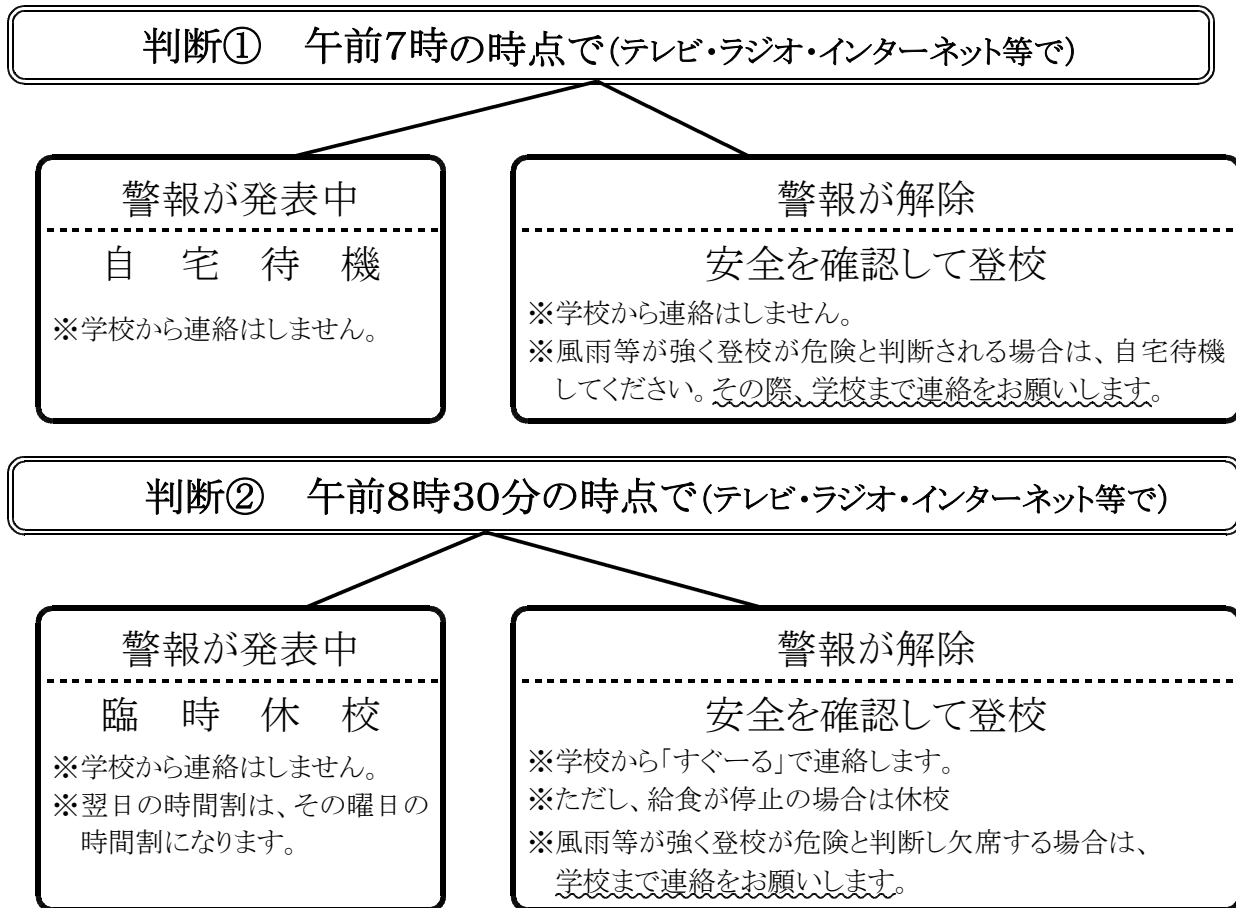 判断①　午前7時の時点で(テレビ・ラジオ・インターネット等で)
警報が発表中
自　宅　待　機
※学校から連絡はしません。
警報が解除
安全を確認して登校
※学校から連絡はしません。
※風雨等が強く登校が危険と判断される場合は、自宅待機
してください。その際、学校まで連絡をお願いします。
判断②　午前8時30分の時点で(テレビ・ラジオ・インターネット等で)
警報が発表中
臨　時　休　校
※学校から連絡はしません。
※翌日の時間割は、その曜日の
時間割になります。
警報が解除
安全を確認して登校
※学校から「すぐーる」で連絡します。
※ただし、給食が停止の場合は休校
※風雨等が強く登校が危険と判断し欠席する場合は、
学校まで連絡をお願いします。